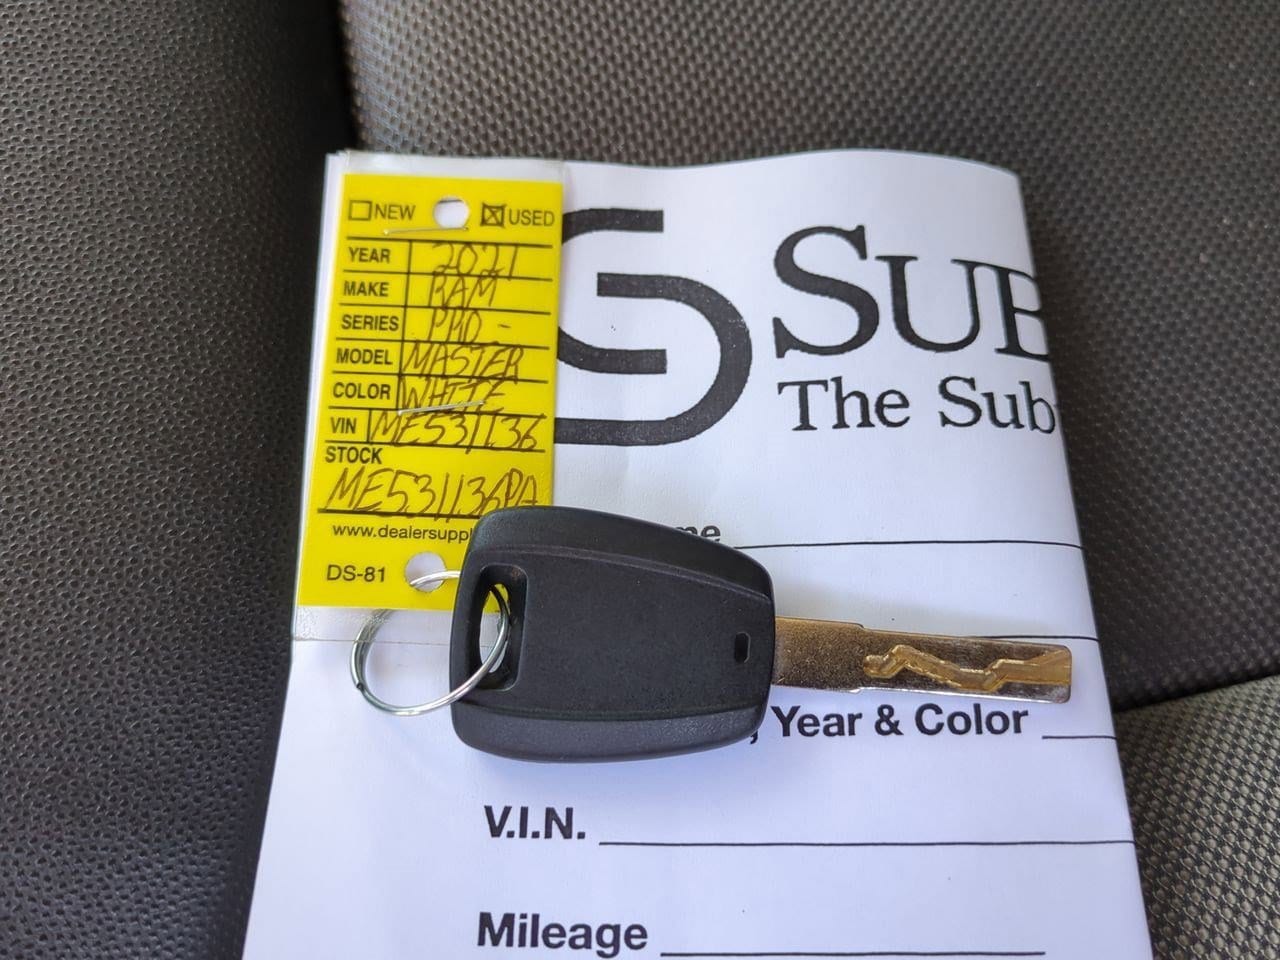 NEW USED
YEAR 2021
MAKE RAM
SERIES PRO -
MODEL MASTER
COLOR WHITE
VIN ME531136
STOCK
ME531136PA
www.dealersuppl
DS-81
SUB
The Sub
me
, Year & Color
V.I.N.
Mileage